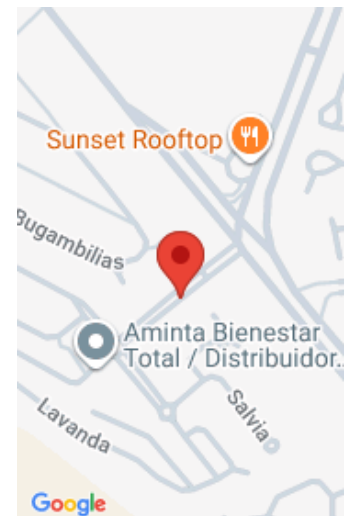 Sunset Rooftop
Bugambilias
Aminta Bienestar
Total / Distribuidor...
Salvia
Lavanda
Google